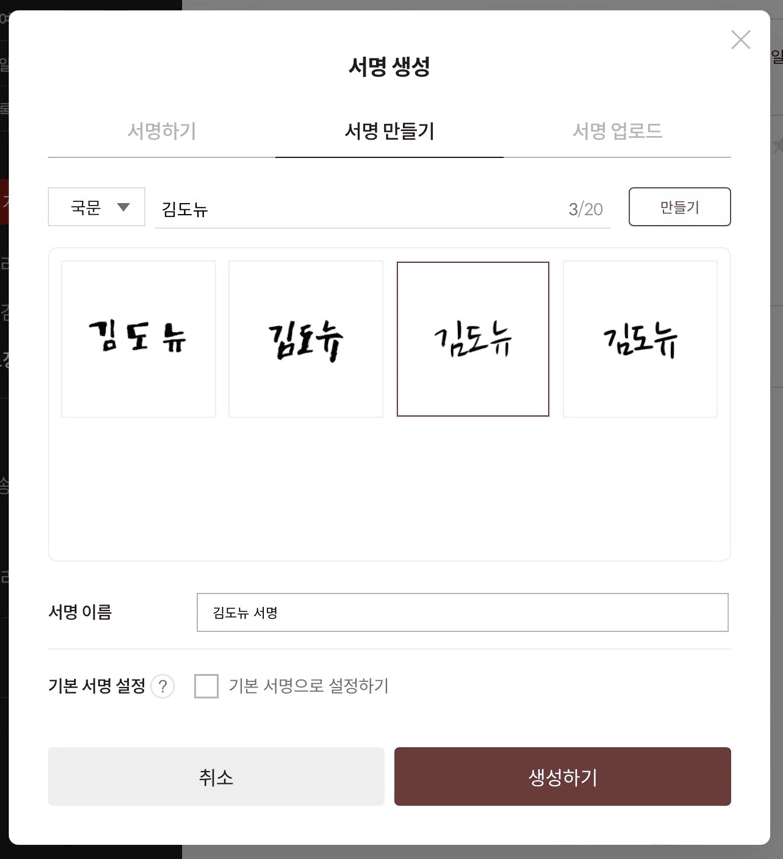 서명 생성
서명하기 서명 만들기 서명 업로드
국문 김도뉴 3/20 만들기
김도뉴 김도뉴 김도뉴 김도뉴
서명 이름 김도뉴 서명
기본 서명 설정 ? 기본 서명으로 설정하기
취소 생성하기